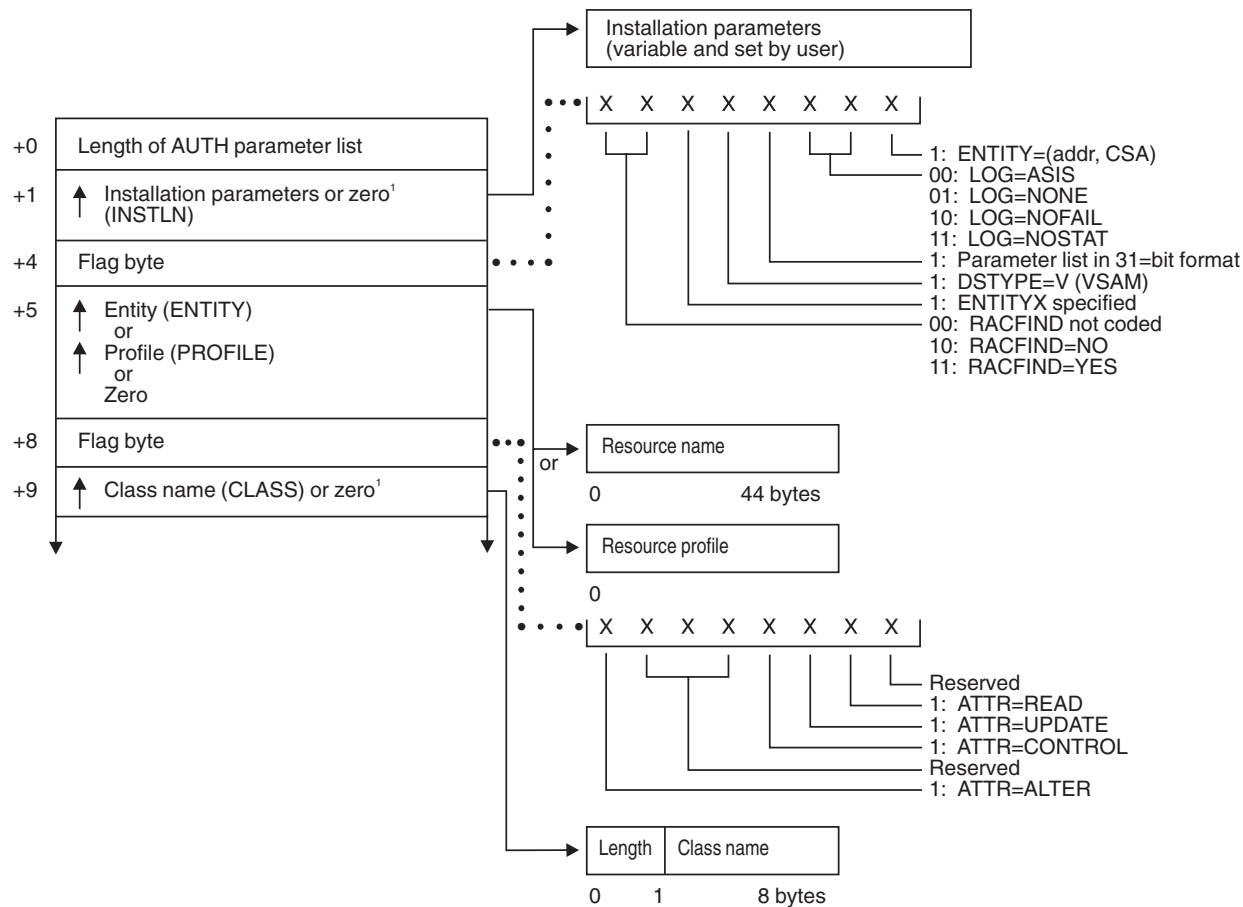 Installation parameters
(variable and set by user)
X X X X X X X X
+0 Length of AUTH parameter list
1: ENTITY=(addr, CSA)
00: LOG=ASIS
01: LOG=NONE
10: LOG=NOFAIL
11: LOG=NOSTAT
1: Parameter list in 31=bit format
1: DSTYPE=V (VSAM)
1: ENTITYX specified
00: RACFIND not coded
10: RACFIND=NO
11: RACFIND=YES
+1 Installation parameters or zero¹
(INSTLN)
+4 Flag byte
+5 Entity (ENTITY)
or
Profile (PROFILE)
or
Zero
+8 Flag byte
+9 Class name (CLASS) or zero¹
or
Resource name
0 44 bytes
Resource profile
0
X X X X X X X X
Reserved
1: ATTR=READ
1: ATTR=UPDATE
1: ATTR=CONTROL
Reserved
1: ATTR=ALTER
Length Class name
0 1 8 bytes